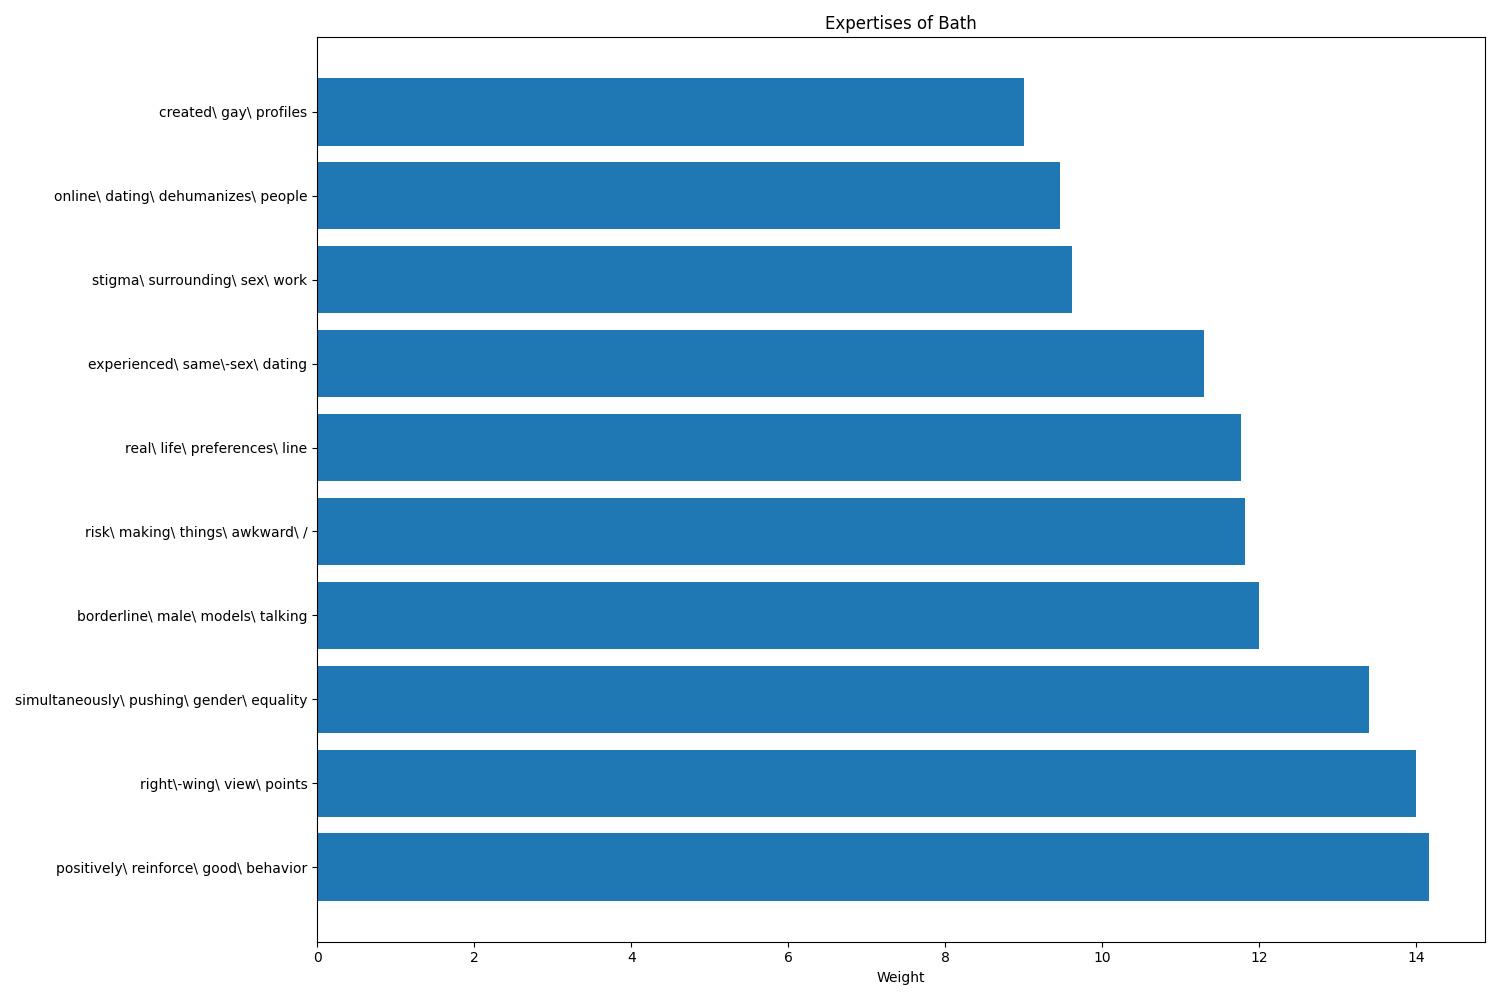 Expertises of Bath
created\ gay\ profiles
online\ dating\ dehumanizes\ people
stigma\ surrounding\ sex\ work
experienced\ same\-sex\ dating
real\ life\ preferences\ line
risk\ making\ things\ awkward\ /
borderline\ male\ models\ talking
simultaneously\ pushing\ gender\ equality
right\-wing\ view\ points
positively\ reinforce\ good\ behavior
0 2 4 6 8 10 12 14
Weight